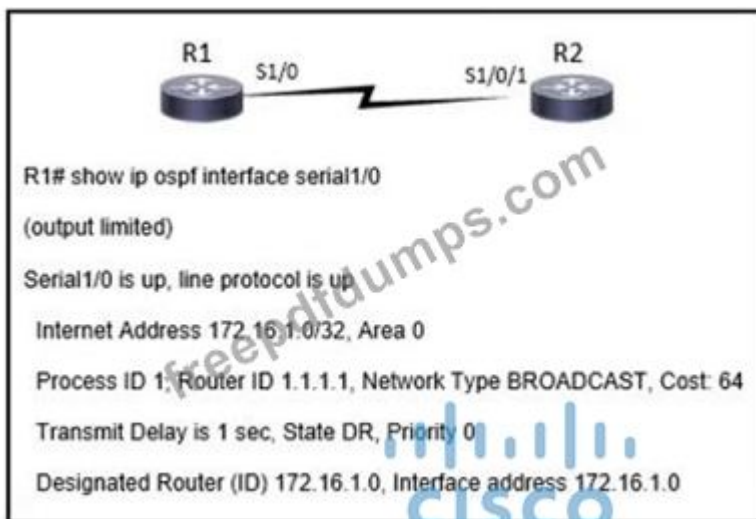 R1
R2
S1/0
S1/0/1
R1# show ip ospf interface serial1/0
(output limited)
Serial1/0 is up, line protocol is up
Internet Address 172.16.1.0/32, Area 0
Process ID 1, Router ID 1.1.1.1, Network Type BROADCAST, Cost: 64
Transmit Delay is 1 sec, State DR, Priority 0
Designated Router (ID) 172.16.1.0, Interface address 172.16.1.0
freepdfdumps.com
CISCO